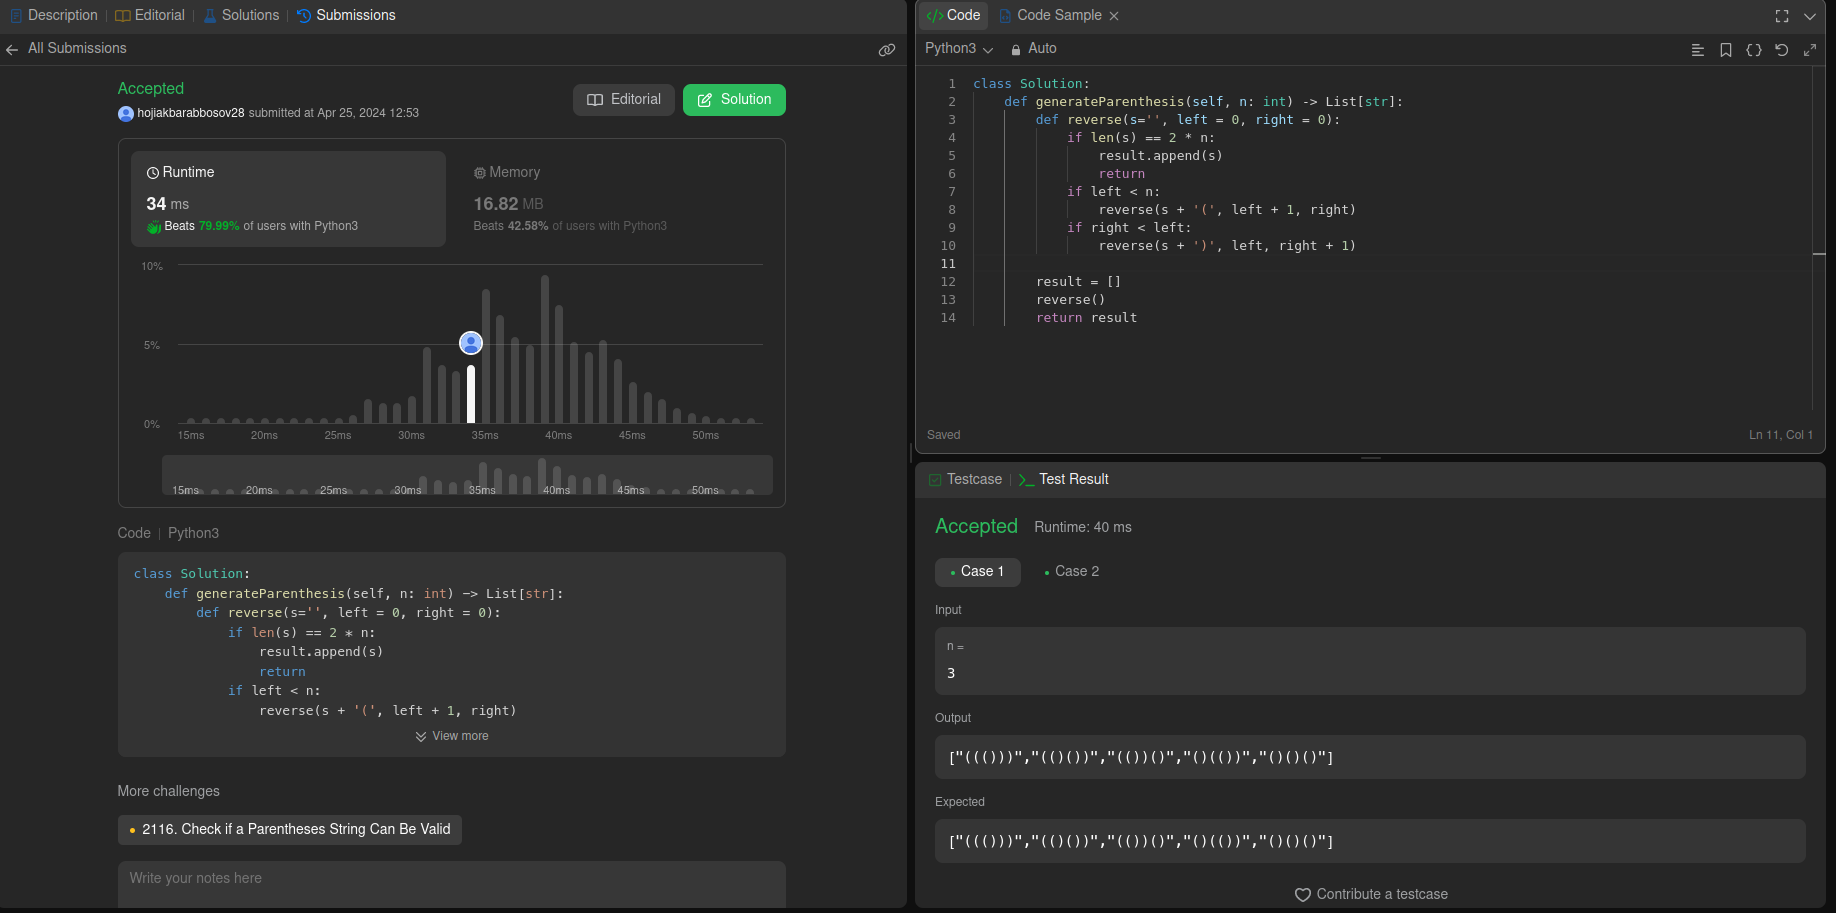 Description | Editorial | Solutions | Submissions
All Submissions
Accepted
hojiakbarabbosov28 submitted at Apr 25, 2024 12:53
Editorial
Solution
Runtime
34 ms
Beats 79.99% of users with Python3
Memory
16.82 MB
Beats 42.58% of users with Python3
10%
5%
0%
15ms 20ms 25ms 30ms 35ms 40ms 45ms 50ms
15ms 20ms 25ms 30ms 35ms 40ms 45ms 50ms
Code | Python3
class Solution:
    def generateParenthesis(self, n: int) -> List[str]:
        def reverse(s='', left = 0, right = 0):
            if len(s) == 2 * n:
                result.append(s)
                return
            if left < n:
                reverse(s + '(', left + 1, right)
View more
More challenges
2116. Check if a Parentheses String Can Be Valid
Write your notes here
</> Code
Code Sample
Python3
Auto
1 class Solution:
2     def generateParenthesis(self, n: int) -> List[str]:
3         def reverse(s='', left = 0, right = 0):
4             if len(s) == 2 * n:
5                 result.append(s)
6                 return
7             if left < n:
8                 reverse(s + '(', left + 1, right)
9             if right < left:
10                 reverse(s + ')', left, right + 1)
11
12         result = []
13         reverse()
14         return result
Saved
Ln 11, Col 1
Testcase | Test Result
Accepted Runtime: 40 ms
Case 1 Case 2
Input
n =
3
Output
["((()))","(()())","(())()","()(())","()()()"]
Expected
["((()))","(()())","(())()","()(())","()()()"]
Contribute a testcase